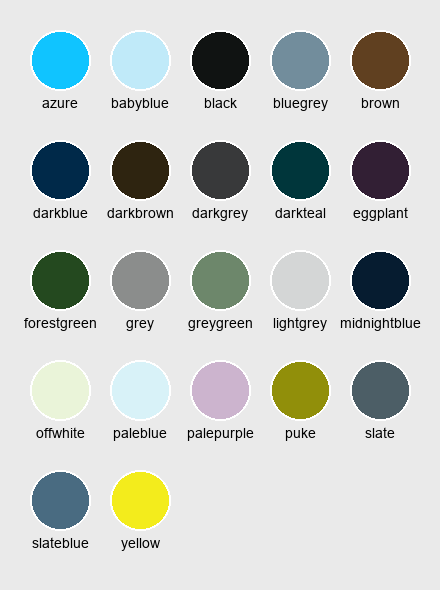 azure babyblue black bluegrey brown
darkblue darkbrown darkgrey darkteal eggplant
forestgreen grey greygreen lightgrey midnightblue
offwhite paleblue palepurple puke slate
slateblue yellow